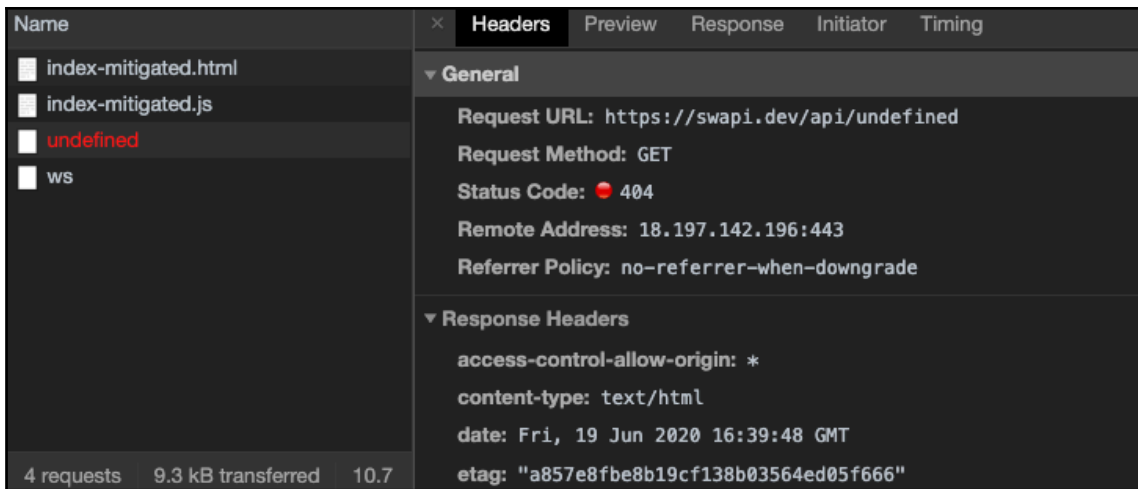 Name
index-mitigated.html
index-mitigated.js
undefined
ws
4 requests 9.3 kB transferred 10.7
× Headers Preview Response Initiator Timing
▼ General
Request URL: https://swapi.dev/api/undefined
Request Method: GET
Status Code: 404
Remote Address: 18.197.142.196:443
Referrer Policy: no-referrer-when-downgrade
▼ Response Headers
access-control-allow-origin: *
content-type: text/html
date: Fri, 19 Jun 2020 16:39:48 GMT
etag: "a857e8fbe8b19cf138b03564ed05f666"